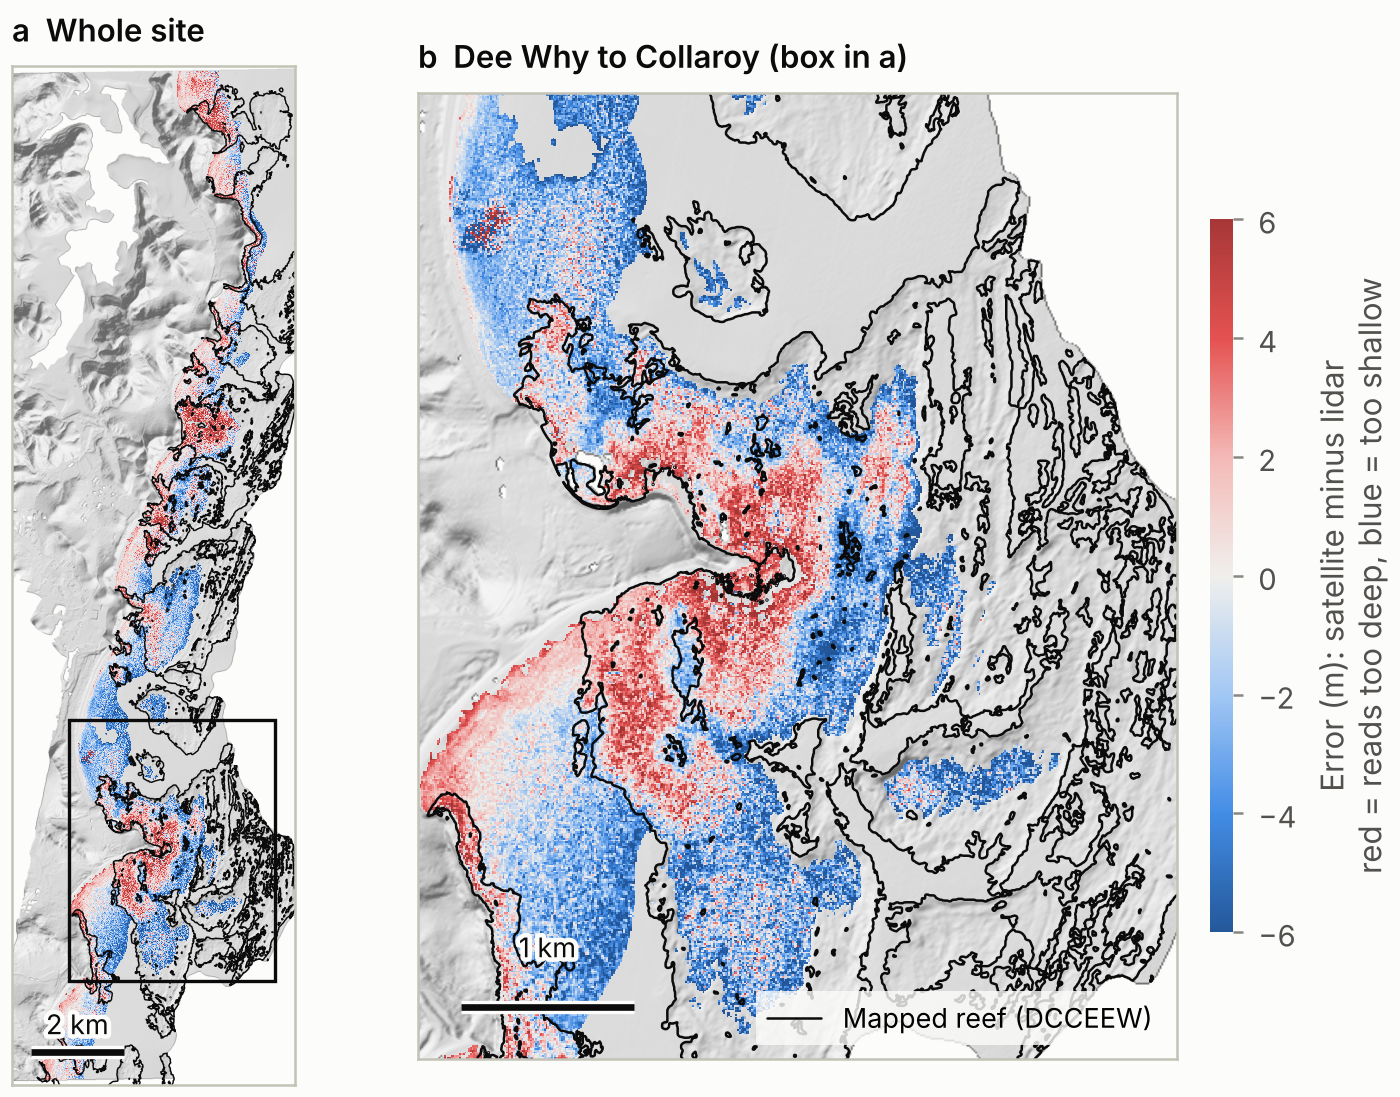 a Whole site
b Dee Why to Collaroy (box in a)
2 km
1 km
Mapped reef (DCCEEW)
6
4
2
0
−2
−4
−6
Error (m): satellite minus lidar
red = reads too deep, blue = too shallow